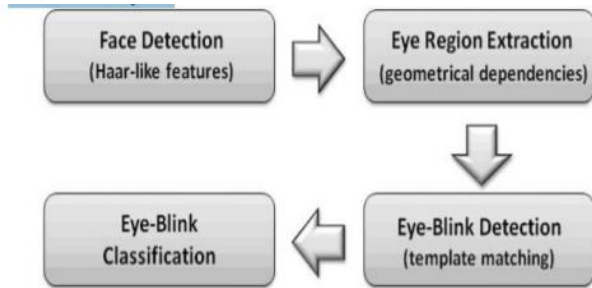 Face Detection
(Haar-like features)
Eye Region Extraction
(geometrical dependencies)
Eye-Blink Detection
(template matching)
Eye-Blink
Classification